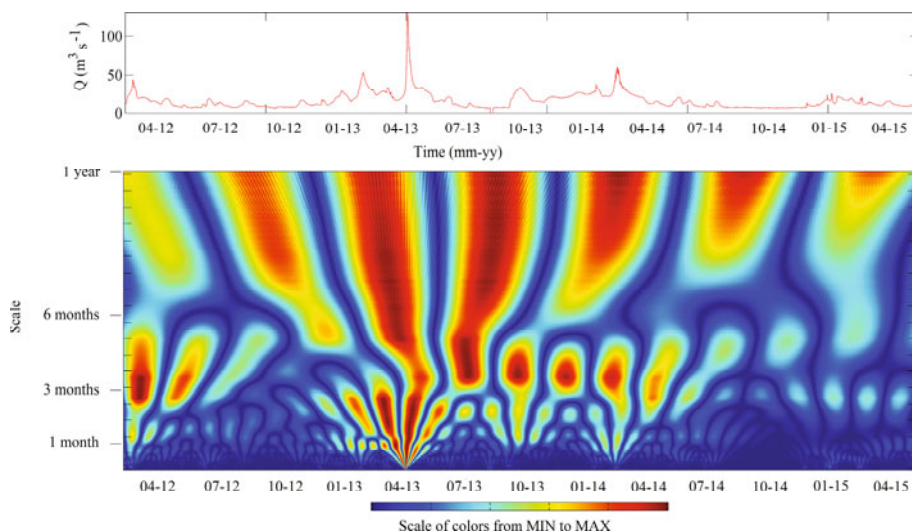 Q (m³ s⁻¹)
100
50
0
04-12 07-12 10-12 01-13 04-13 07-13 10-13 01-14 04-14 07-14 10-14 01-15 04-15
Time (mm-yy)
Scale
1 year
6 months
3 months
1 month
04-12 07-12 10-12 01-13 04-13 07-13 10-13 01-14 04-14 07-14 10-14 01-15 04-15
Scale of colors from MIN to MAX